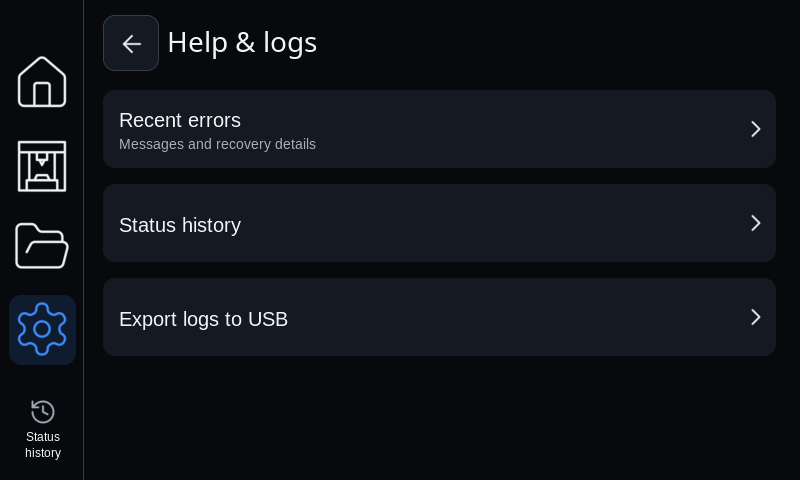 Help & logs
Recent errors
Messages and recovery details
Status history
Export logs to USB
Status
history